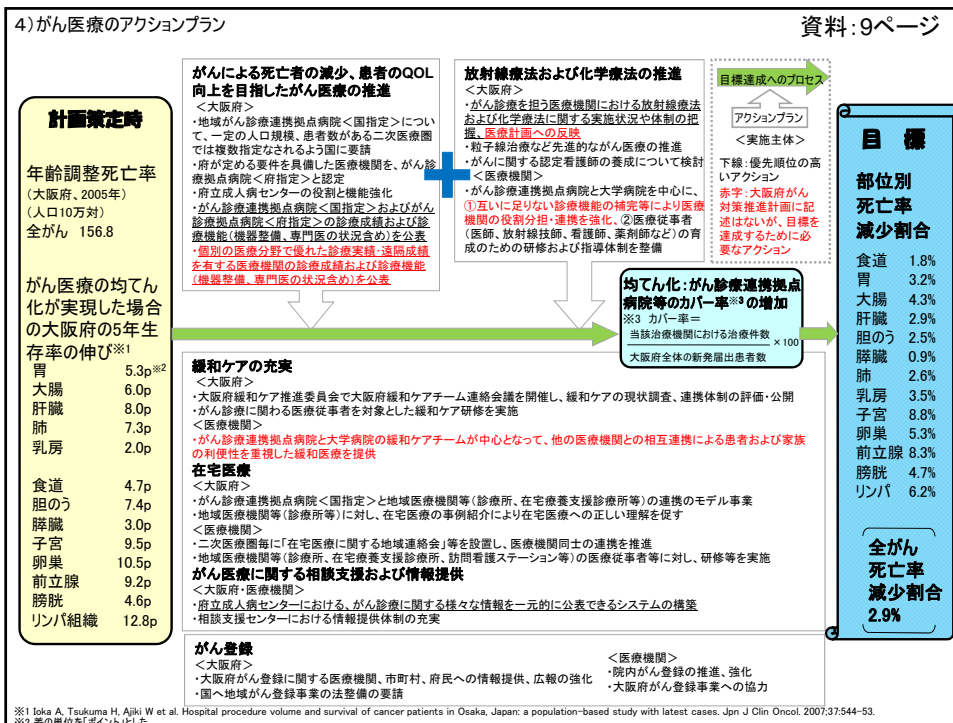 4)がん医療のアクションプラン
資料:9ページ
計画策定時
年齢調整死亡率
(大阪府、2005年)
(人口10万対)
全がん 156.8
がん医療の均てん
化が実現した場合
の大阪府の5年生
存率の伸び※1
胃 5.3p※2
大腸 6.0p
肝臓 8.0p
肺 7.3p
乳房 2.0p
食道 4.7p
胆のう 7.4p
膵臓 3.0p
子宮 9.5p
卵巣 10.5p
前立腺 9.2p
膀胱 4.6p
リンパ組織 12.8p
がんによる死亡者の減少、患者のQOL
向上を目指したがん医療の推進
<大阪府>
・地域がん診療連携拠点病院<国指定>につい
て、一定の人口規模、患者数がある二次医療圏
では複数指定されるよう国に要請
・府が定める要件を具備した医療機関を、がん診
療拠点病院<府指定>と認定
・府立成人病センターの役割と機能強化
・がん診療連携拠点病院<国指定>およびがん
診療拠点病院<府指定>の診療成績および診
療機能(機器整備、専門医の状況含め)を公表
・個別の医療分野で優れた診療実績・遠隔成績
を有する医療機関の診療成績および診療機能
(機器整備、専門医の状況含め)を公表
放射線療法および化学療法の推進
<大阪府>
・がん診療を担う医療機関における放射線療法
および化学療法に関する実施状況や体制の把
握、医療計画への反映
・粒子線治療など先進的ながん医療の推進
・がんに関する認定看護師の養成について検討
<医療機関>
・がん診療連携拠点病院と大学病院を中心に、
①互いに足りない診療機能の補完等により医療
機関の役割分担・連携を強化、②医療従事者
(医師、放射線技師、看護師、薬剤師など)の育
成のための研修および指導体制を整備
目標達成へのプロセス
アクションプラン
<実施主体>
下線:優先順位の高
いアクション
赤字:大阪府がん
対策推進計画に記
述はないが、目標を
達成するために必
要なアクション
均てん化:がん診療連携拠点
病院等のカバー率※3の増加
※3 カバー率=
当該治療機関における治療件数
×100
大阪府全体の新発届出患者数
緩和ケアの充実
<大阪府>
・大阪府緩和ケア推進委員会で大阪府緩和ケアチーム連絡会議を開催し、緩和ケアの現状調査、連携体制の評価・公開
・がん診療に関わる医療従事者を対象とした緩和ケア研修を実施
<医療機関>
・がん診療連携拠点病院と大学病院の緩和ケアチームが中心となって、他の医療機関との相互連携による患者および家族
の利便性を重視した緩和医療を提供
在宅医療
<大阪府>
・がん診療連携拠点病院<国指定>と地域医療機関等(診療所、在宅療養支援診療所等)の連携のモデル事業
・地域医療機関等(診療所等)に対し、在宅医療の事例紹介により在宅医療への正しい理解を促す
<医療機関>
・二次医療圏毎に「在宅医療に関する地域連絡会」等を設置し、医療機関同士の連携を推進
・地域医療機関等(診療所、在宅療養支援診療所、訪問看護ステーション等)の医療従事者等に対し、研修等を実施
がん医療に関する相談支援および情報提供
<大阪府・医療機関>
・府立成人病センターにおける、がん診療に関する様々な情報を一元的に公表できるシステムの構築
・相談支援センターにおける情報提供体制の充実
がん登録
<大阪府>
・大阪府がん登録に関する医療機関、市町村、府民への情報提供、広報の強化
・国へ地域がん登録事業の法整備の要請
<医療機関>
・院内がん登録の推進、強化
・大阪府がん登録事業への協力
目 標
部位別
死亡率
減少割合
食道 1.8%
胃 3.2%
大腸 4.3%
肝臓 2.9%
胆のう 2.5%
膵臓 0.9%
肺 2.6%
乳房 3.5%
子宮 8.8%
卵巣 5.3%
前立腺 8.3%
膀胱 4.7%
リンパ 6.2%
全がん
死亡率
減少割合
2.9%
※1 Ioka A, Tsukuma H, Ajiki W et al. Hospital procedure volume and survival of cancer patients in Osaka, Japan: a population-based study with latest cases. Jpn J Clin Oncol. 2007;37:544-53.
※2 差の単位を「ポイント」とした